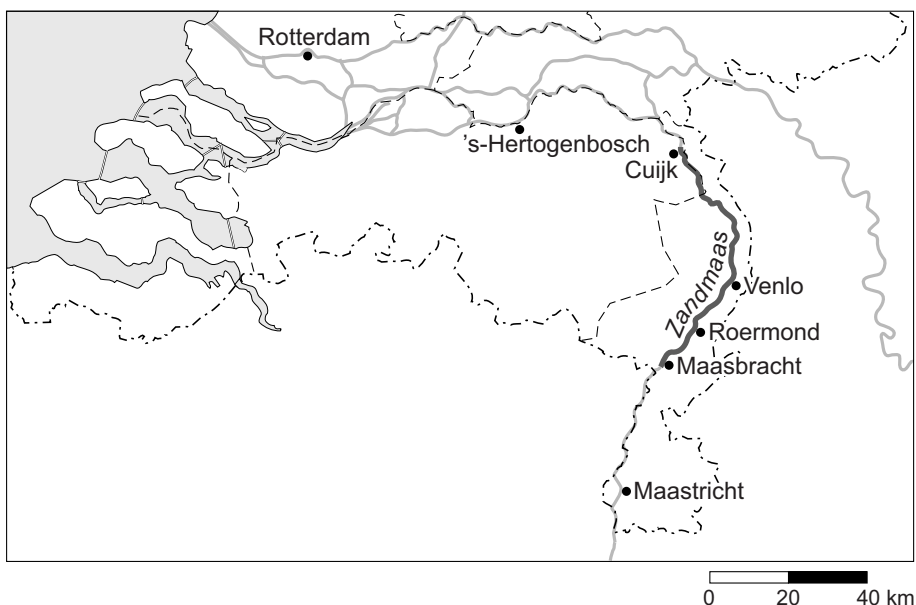 Rotterdam
's-Hertogenbosch
Cuijk
Zandmaas
Venlo
Roermond
Maasbracht
Maastricht
0 20 40 km